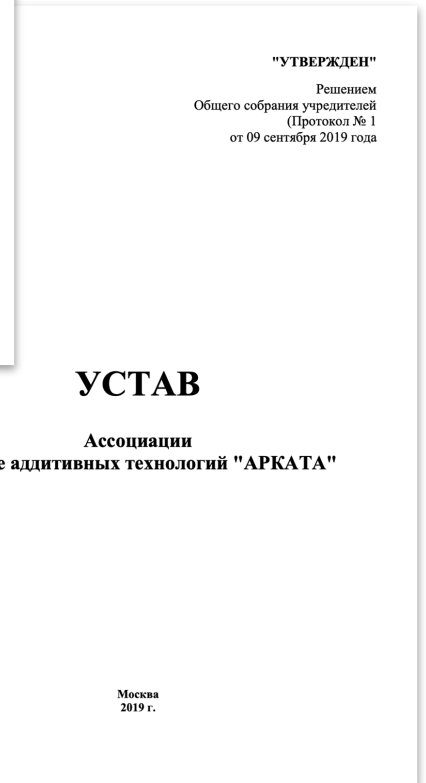 "УТВЕРЖДЕН"
Решением
Общего собрания учредителей
(Протокол № 1
от 09 сентября 2019 года
УСТАВ
Ассоциации
аддитивных технологий "АРКАТА"
Москва
2019 г.